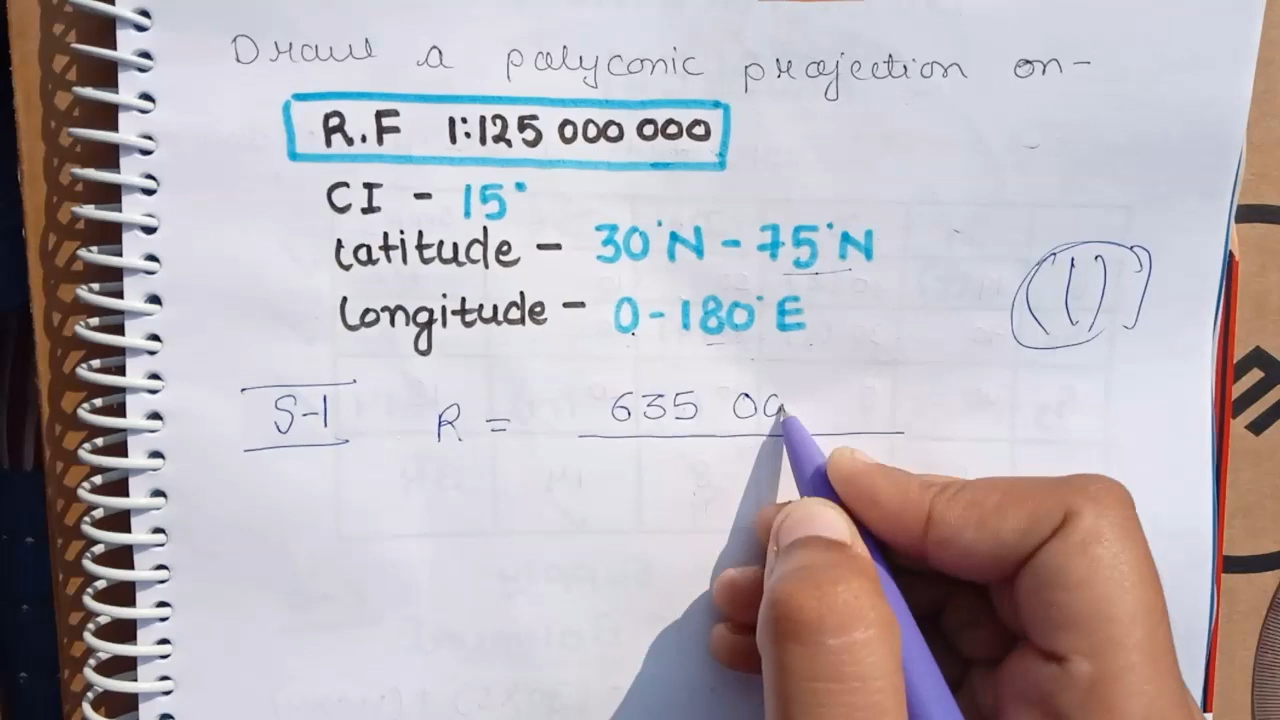 Draw a polyconic projection on-
R.F 1:125 000 000
CI - 15°
latitude - 30°N - 75°N
longitude - 0 - 180°E
(1)
S-1 R = 635 00